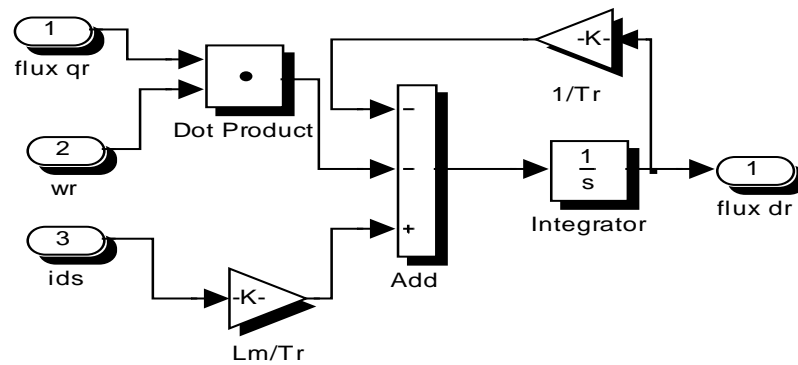 1
flux qr
Dot Product
2
wr
3
ids
-K-
Lm/Tr
−
−
+
Add
-K-
1/Tr
1
s
Integrator
1
flux dr